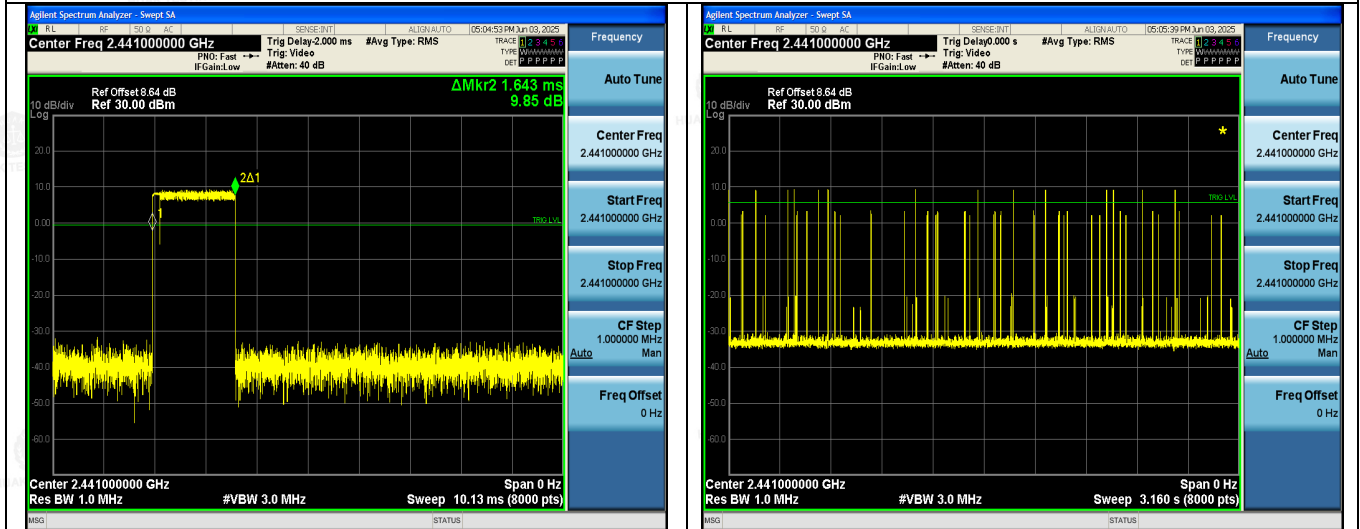 Agilent Spectrum Analyzer - Swept SA
RL RF 50 Ω AC SENSE:INT ALIGN AUTO 05:04:53 PM Jun 03, 2025
Center Freq 2.441000000 GHz
PNO: Fast
IFGain:Low
Trig Delay-2.000 ms
Trig: Video
#Atten: 40 dB
#Avg Type: RMS
TRACE 1 2 3 4 5 6
TYPE W
DET P P P P P P
Frequency
ΔMkr2 1.643 ms
9.85 dB
Ref Offset 8.64 dB
10 dB/div Ref 30.00 dBm
Log
20.0
10.0
0.00
-10.0
-20.0
-30.0
-40.0
-50.0
-60.0
2Δ1
1
TRIG LVL
Center 2.441000000 GHz
Span 0 Hz
Res BW 1.0 MHz
#VBW 3.0 MHz
Sweep 10.13 ms (8000 pts)
MSG
STATUS
Auto Tune
Center Freq
2.441000000 GHz
Start Freq
2.441000000 GHz
Stop Freq
2.441000000 GHz
CF Step
1.000000 MHz
Auto Man
Freq Offset
0 Hz
Agilent Spectrum Analyzer - Swept SA
RL RF 50 Ω AC SENSE:INT ALIGN AUTO 05:05:39 PM Jun 03, 2025
Center Freq 2.441000000 GHz
PNO: Fast
IFGain:Low
Trig Delay0.000 s
Trig: Video
#Atten: 40 dB
#Avg Type: RMS
TRACE 1 2 3 4 5 6
TYPE W
DET P P P P P P
Frequency
Ref Offset 8.64 dB
10 dB/div Ref 30.00 dBm
Log
20.0
10.0
0.00
-10.0
-20.0
-30.0
-40.0
-50.0
-60.0
*
TRIG LVL
Center 2.441000000 GHz
Span 0 Hz
Res BW 1.0 MHz
#VBW 3.0 MHz
Sweep 3.160 s (8000 pts)
MSG
STATUS
Auto Tune
Center Freq
2.441000000 GHz
Start Freq
2.441000000 GHz
Stop Freq
2.441000000 GHz
CF Step
1.000000 MHz
Auto Man
Freq Offset
0 Hz